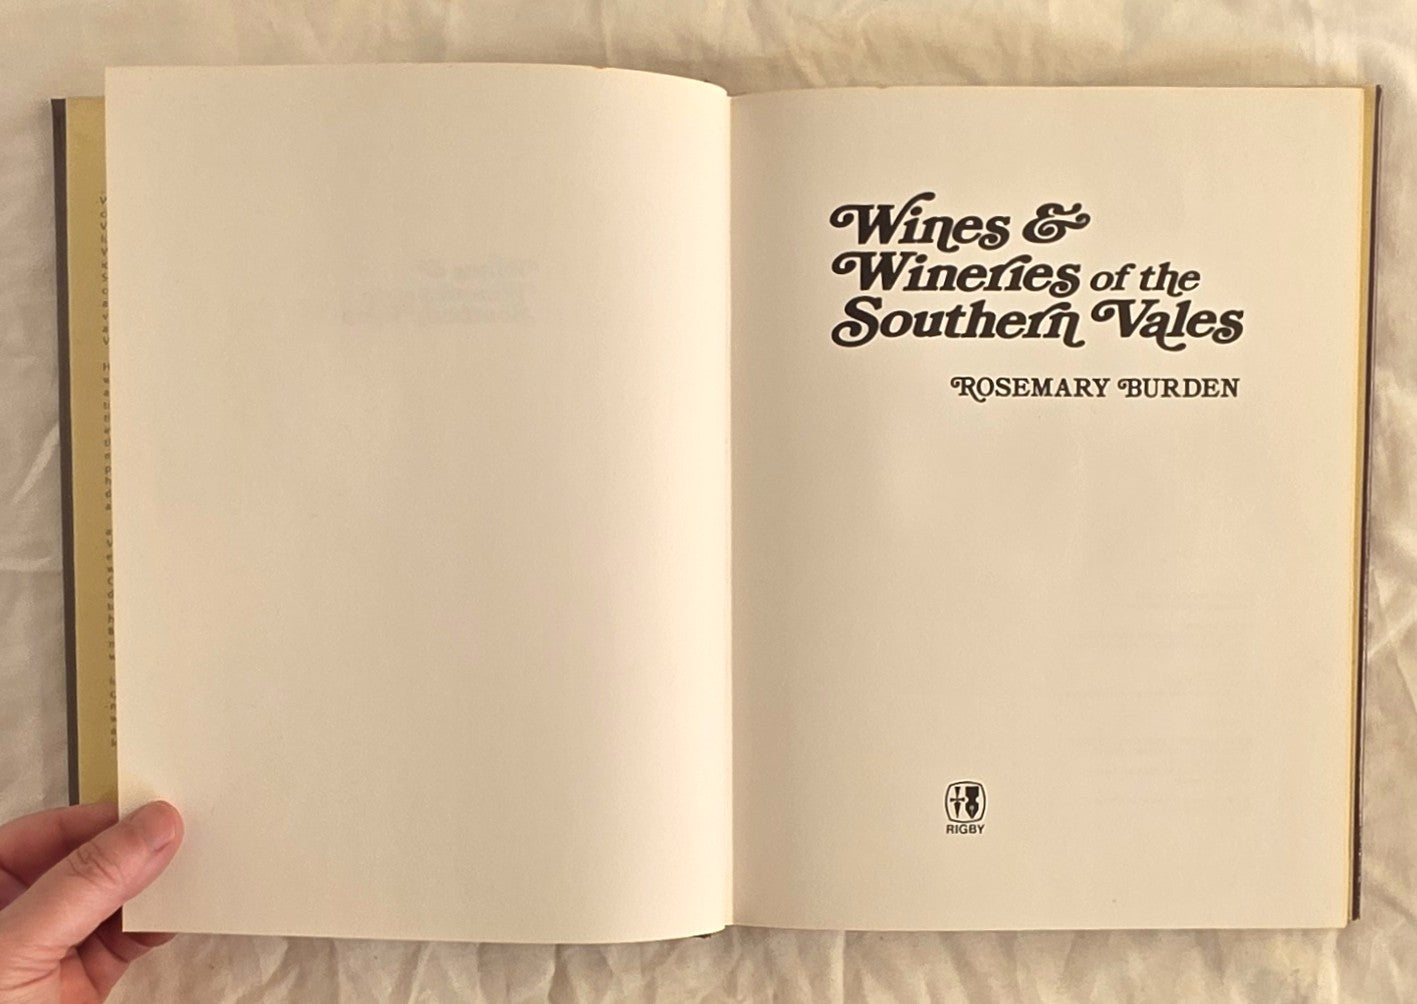 Wines &
Wineries of the
Southern Vales
ROSEMARY BURDEN
RIGBY